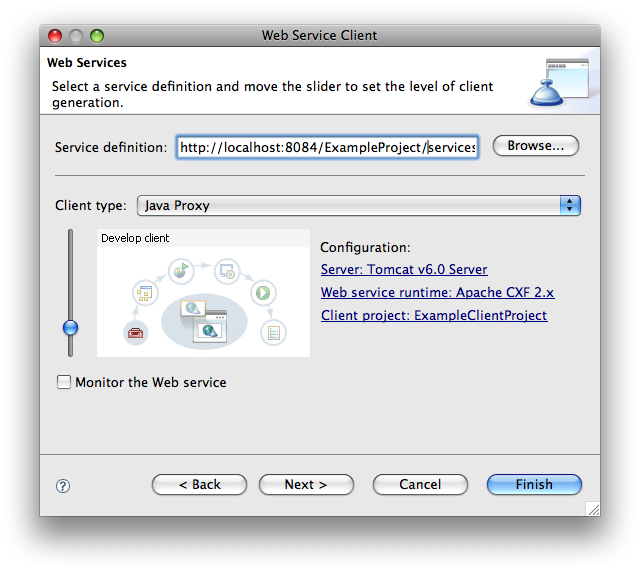 Web Service Client
Web Services
Select a service definition and move the slider to set the level of client
generation.
Service definition: http://localhost:8084/ExampleProject/services Browse...
Client type: Java Proxy
Develop client
Configuration:
Server: Tomcat v6.0 Server
Web service runtime: Apache CXF 2.x
Client project: ExampleClientProject
Monitor the Web service
? < Back Next > Cancel Finish